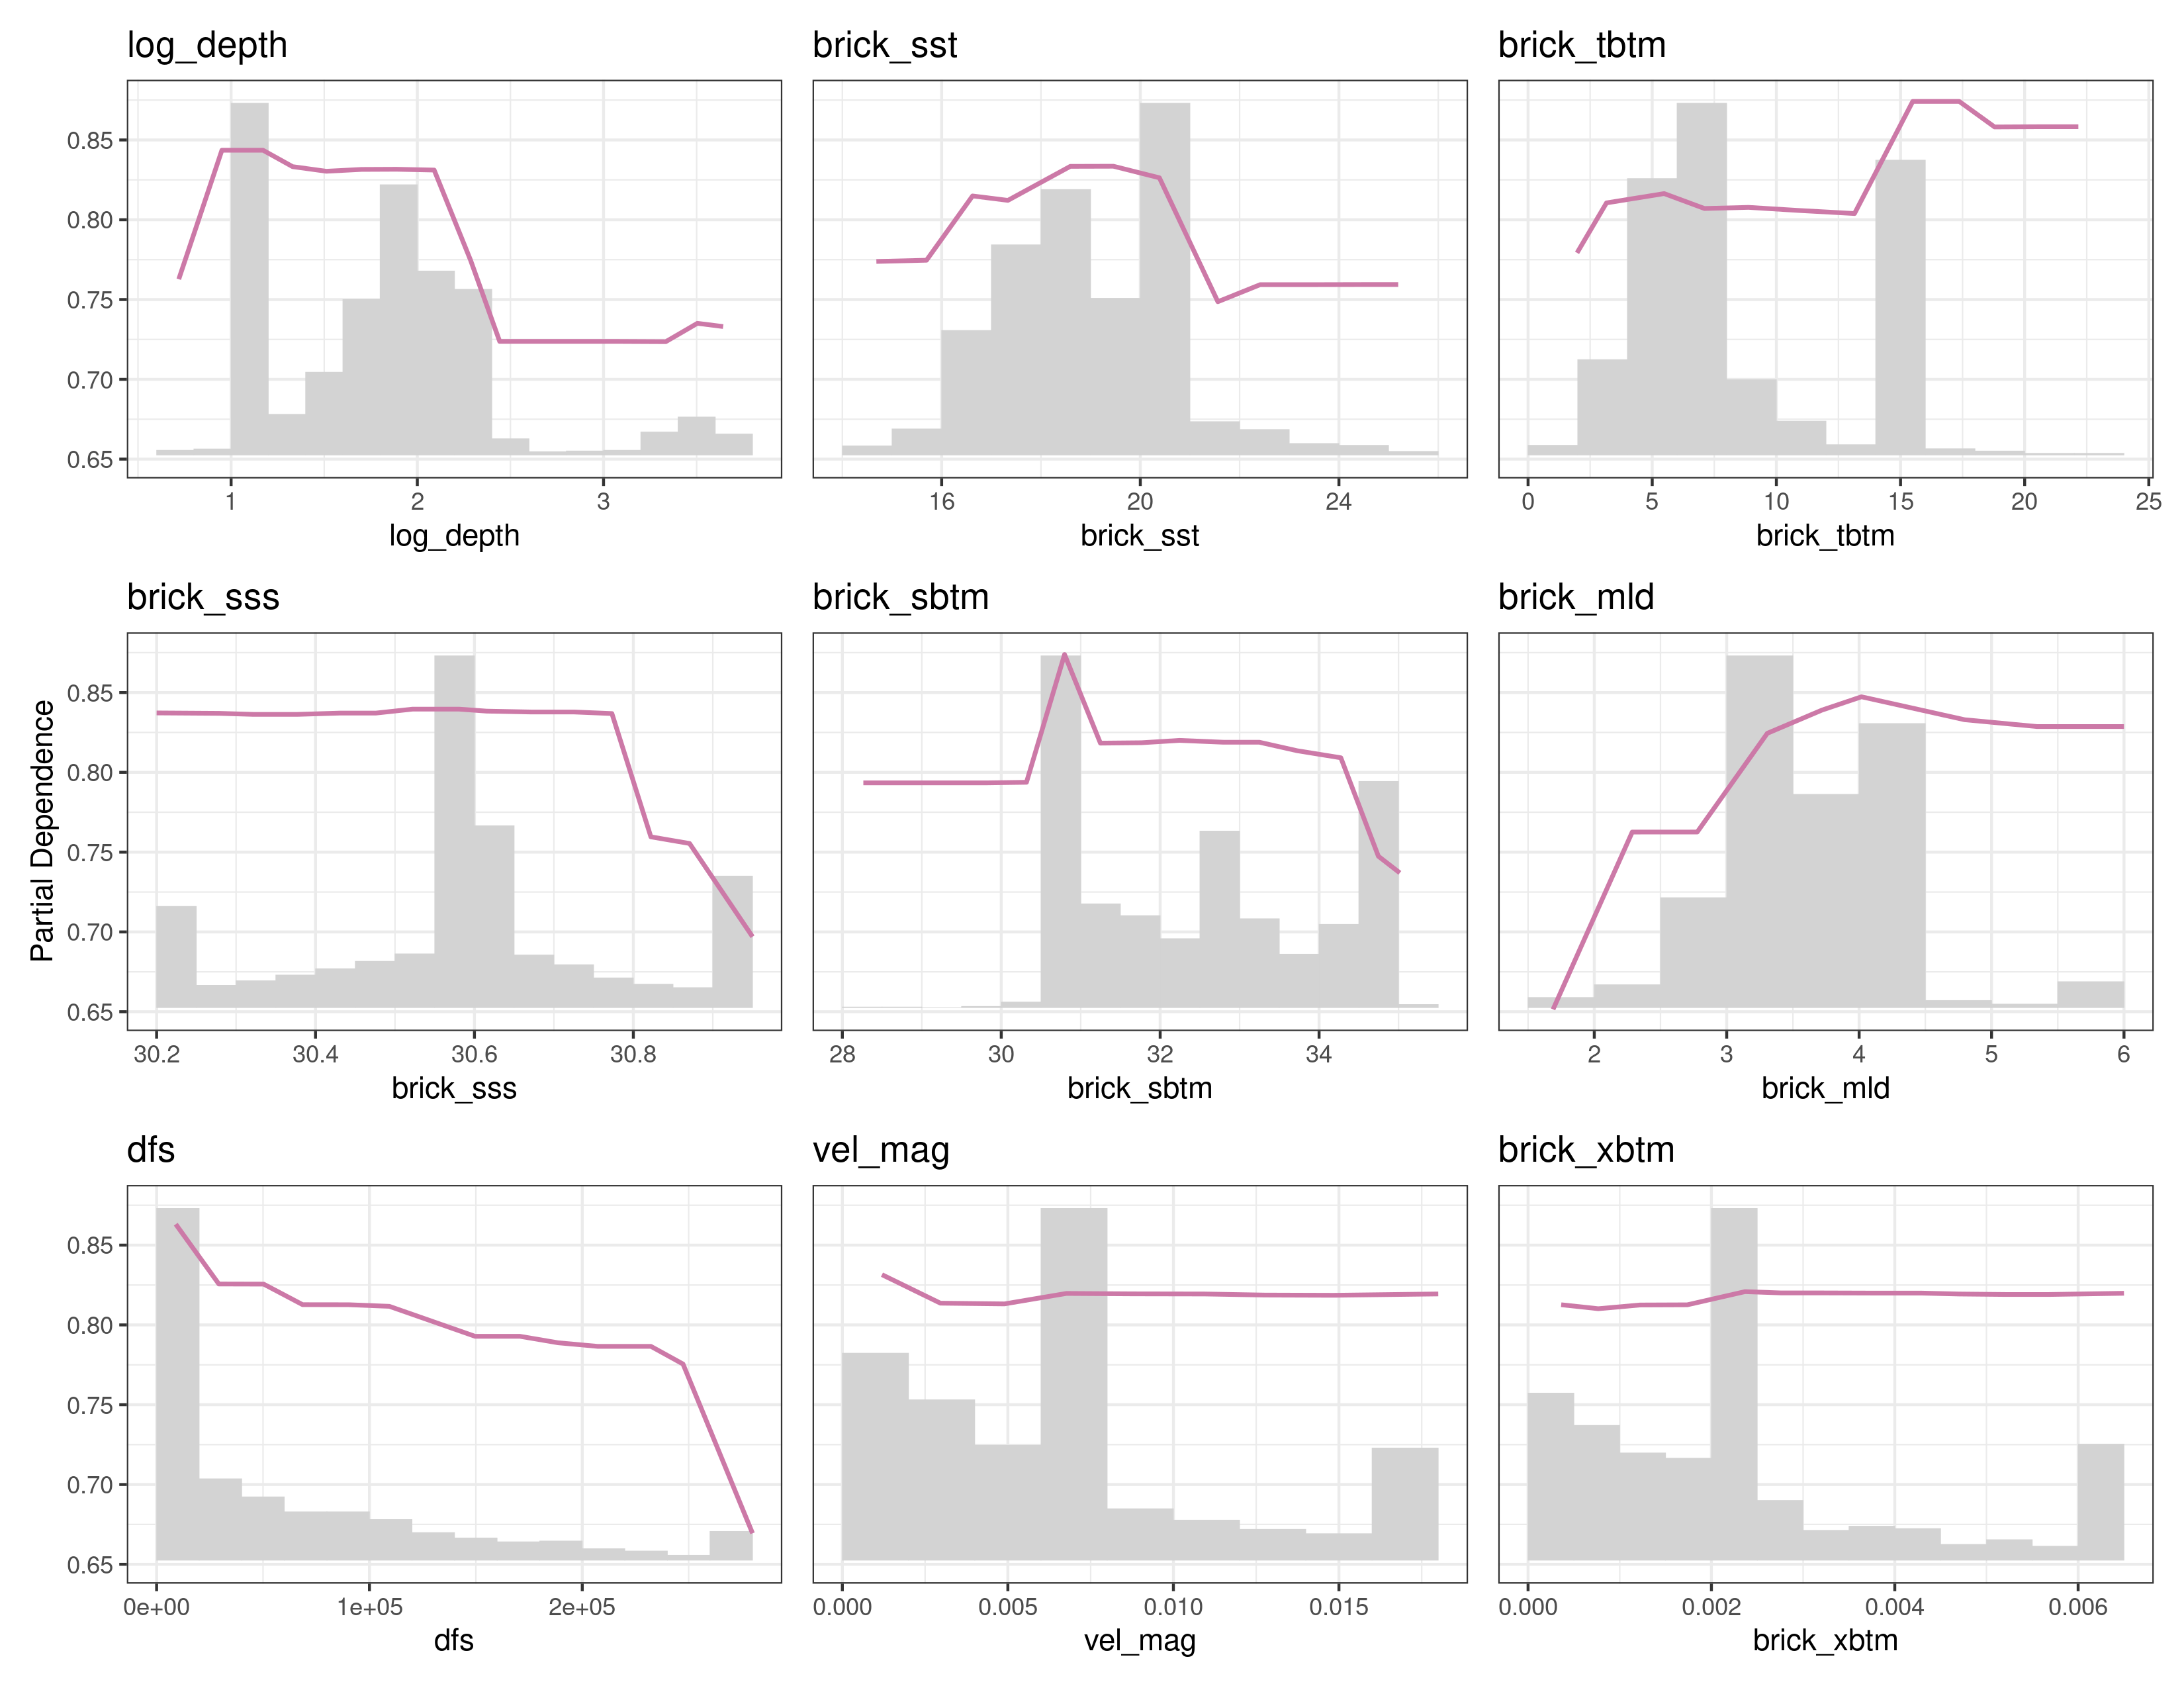 log_depth
brick_sst
brick_tbtm
0.85
0.80
0.75
0.70
0.65
1 2 3
16 20 24
0 5 10 15 20 25
log_depth
brick_sst
brick_tbtm
brick_sss
brick_sbtm
brick_mld
Partial Dependence
0.85
0.80
0.75
0.70
0.65
30.2 30.4 30.6 30.8
28 30 32 34
2 3 4 5 6
brick_sss
brick_sbtm
brick_mld
dfs
vel_mag
brick_xbtm
0.85
0.80
0.75
0.70
0.65
0e+00 1e+05 2e+05
0.000 0.005 0.010 0.015
0.000 0.002 0.004 0.006
dfs
vel_mag
brick_xbtm